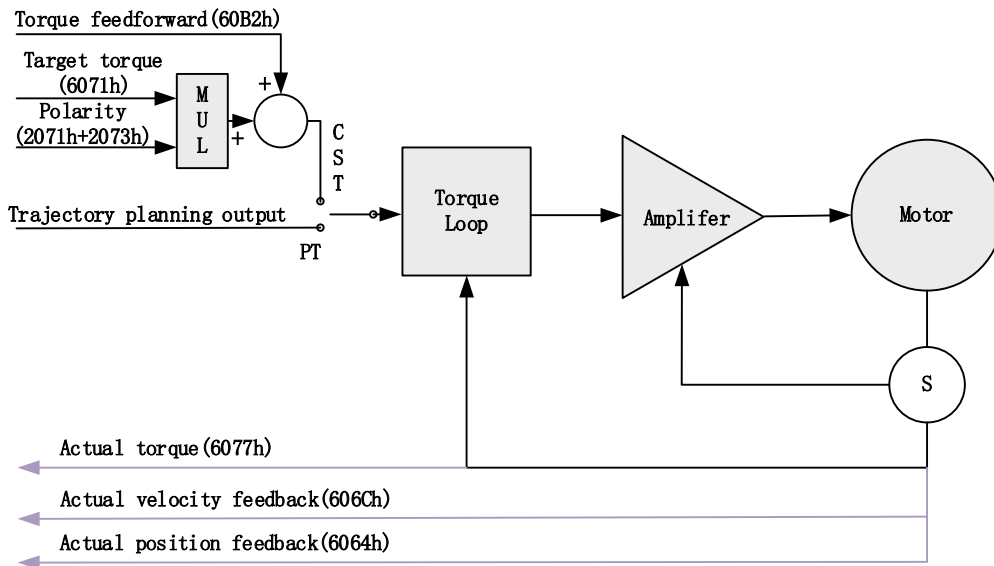 Torque feedforward(60B2h)
Target torque
(6071h)
Polarity
(2071h+2073h)
M
U
L
+
+
C
S
T
Trajectory planning output
PT
Torque
Loop
Amplifer
Motor
S
Actual torque(6077h)
Actual velocity feedback(606Ch)
Actual position feedback(6064h)